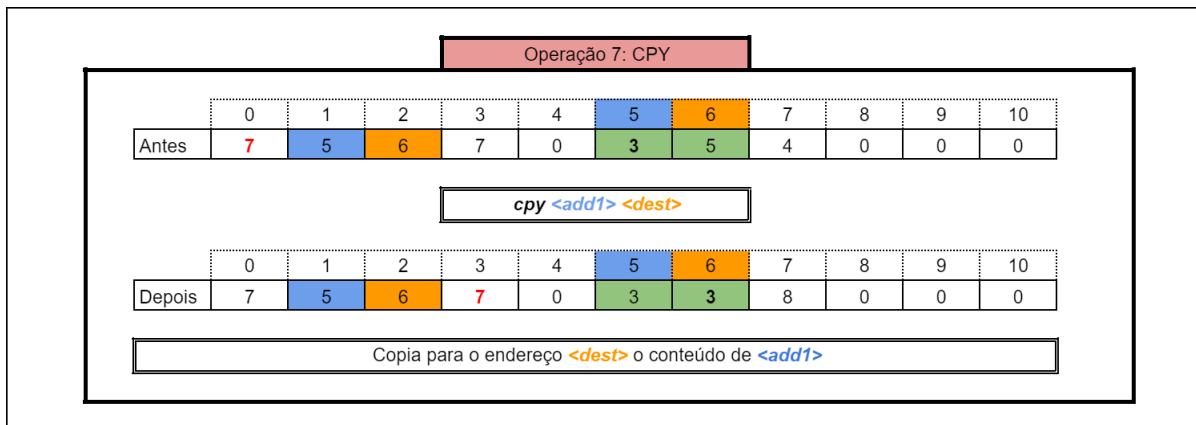 Operação 7: CPY
0 1 2 3 4 5 6 7 8 9 10
Antes 7 5 6 7 0 3 5 4 0 0 0
cpy <add1> <dest>
0 1 2 3 4 5 6 7 8 9 10
Depois 7 5 6 7 0 3 3 8 0 0 0
Copia para o endereço <dest> o conteúdo de <add1>